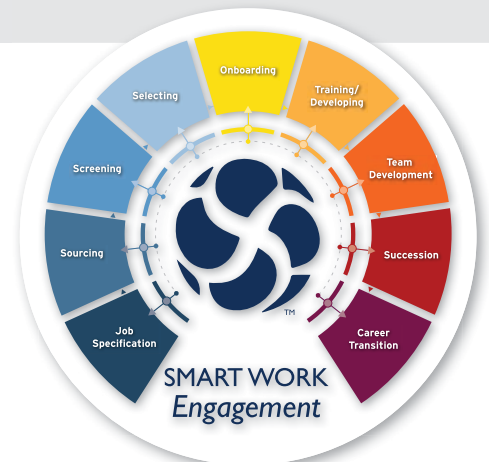 Onboarding
Selecting
Training/
Developing
Screening
Team
Development
Sourcing
Succession
Job
Specification
Career
Transition
TM
SMART WORK
Engagement